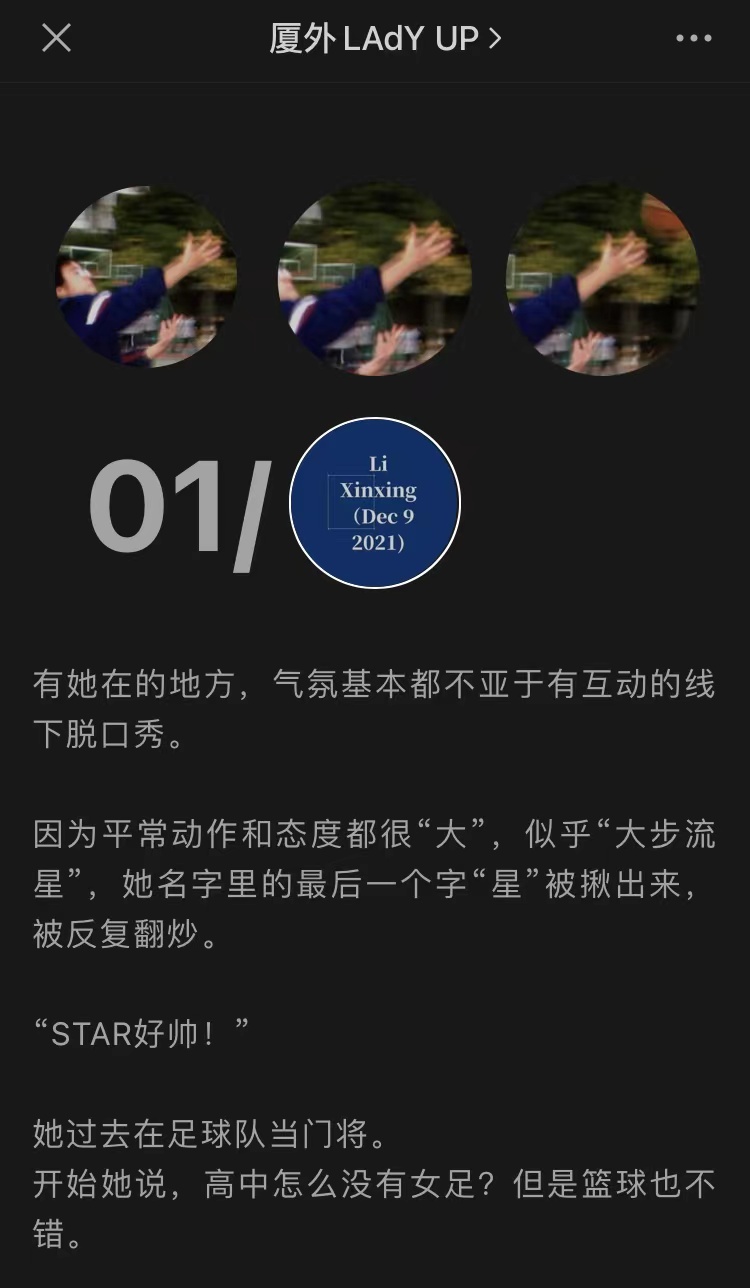 厦外 LAdY UP
01/
Li
Xinxing
(Dec 9
2021)
有她在的地方，气氛基本都不亚于有互动的线
下脱口秀。
因为平常动作和态度都很“大”，似乎“大步流
星”，她名字里的最后一个字“星”被揪出来，
被反复翻炒。
“STAR好帅！”
她过去在足球队当门将。
开始她说，高中怎么没有女足？但是篮球也不
错。